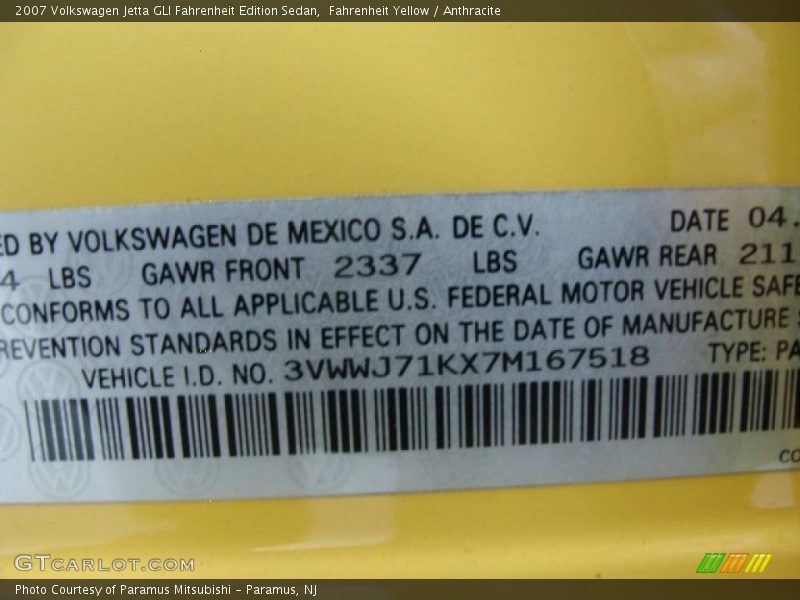 2007 Volkswagen Jetta GLI Fahrenheit Edition Sedan,  Fahrenheit Yellow / Anthracite
ED BY VOLKSWAGEN DE MEXICO S.A. DE C.V. DATE 04.
4 LBS GAWR FRONT 2337 LBS GAWR REAR 211
CONFORMS TO ALL APPLICABLE U.S. FEDERAL MOTOR VEHICLE SAFE
REVENTION STANDARDS IN EFFECT ON THE DATE OF MANUFACTURE S
VEHICLE I.D. NO. 3VWWJ71KX7M167518 TYPE: PA
CO
GTCARLOT.COM
Photo Courtesy of Paramus Mitsubishi - Paramus, NJ